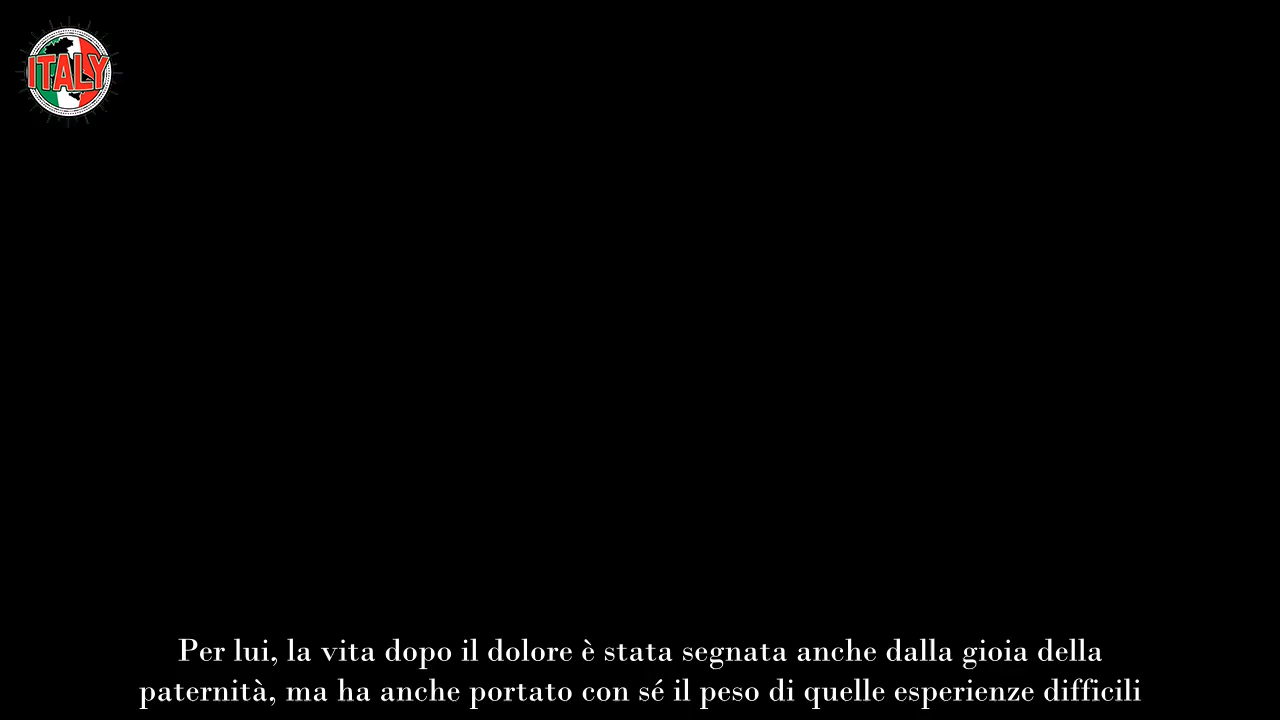 ITALY
Per lui, la vita dopo il dolore è stata segnata anche dalla gioia della
paternità, ma ha anche portato con sé il peso di quelle esperienze difficili